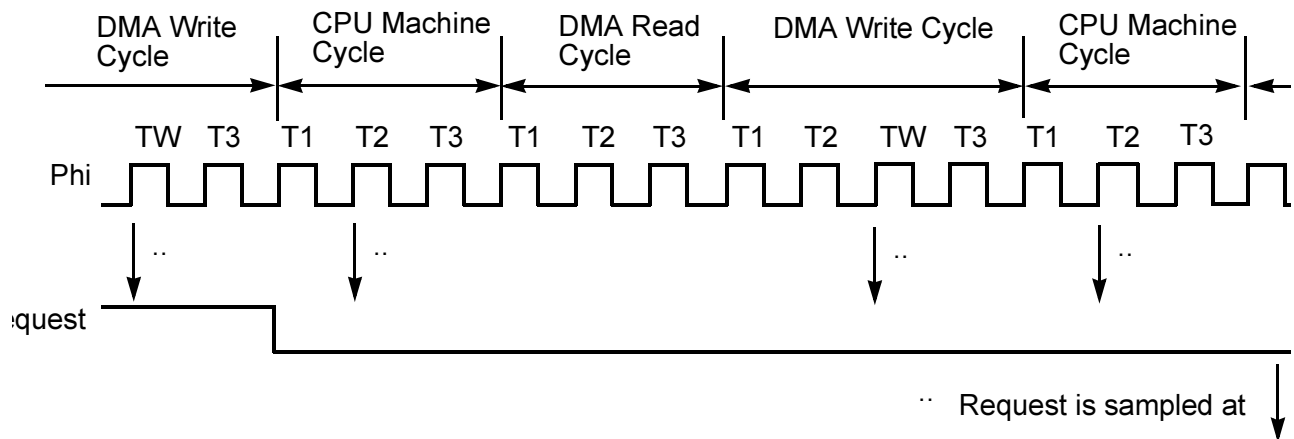 DMA Write
Cycle
CPU Machine
Cycle
DMA Read
Cycle
DMA Write Cycle
CPU Machine
Cycle
TW T3 T1 T2 T3 T1 T2 T3 T1 T2 TW T3 T1 T2 T3
Phi
.. .. .. ..
equest
.. Request is sampled at